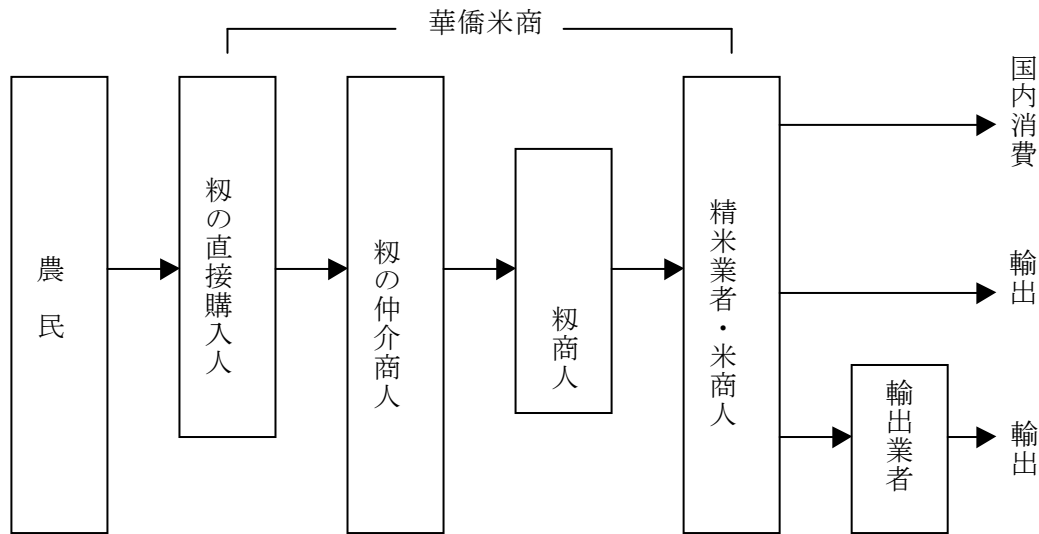 華僑米商
農民
籾の直接購入人
籾の仲介商人
籾商人
精米業者・米商人
国内消費
輸出
輸出業者
輸出